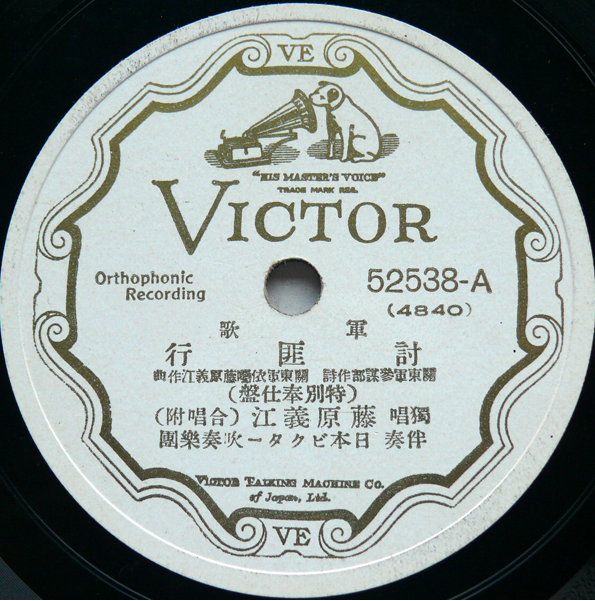 VE
"HIS MASTER'S VOICE"
TRADE MARK REG.
VICTOR
Orthophonic
Recording
52538-A
(4840)
軍歌
討匪行
關東軍參謀部作詩 關東軍依囑藤原義江作曲
(特別奉仕盤)
獨唱 藤原義江 (合唱附)
伴奏 日本ビクター吹奏樂團
VICTOR TALKING MACHINE CO.
of Japan, Ltd.
VE